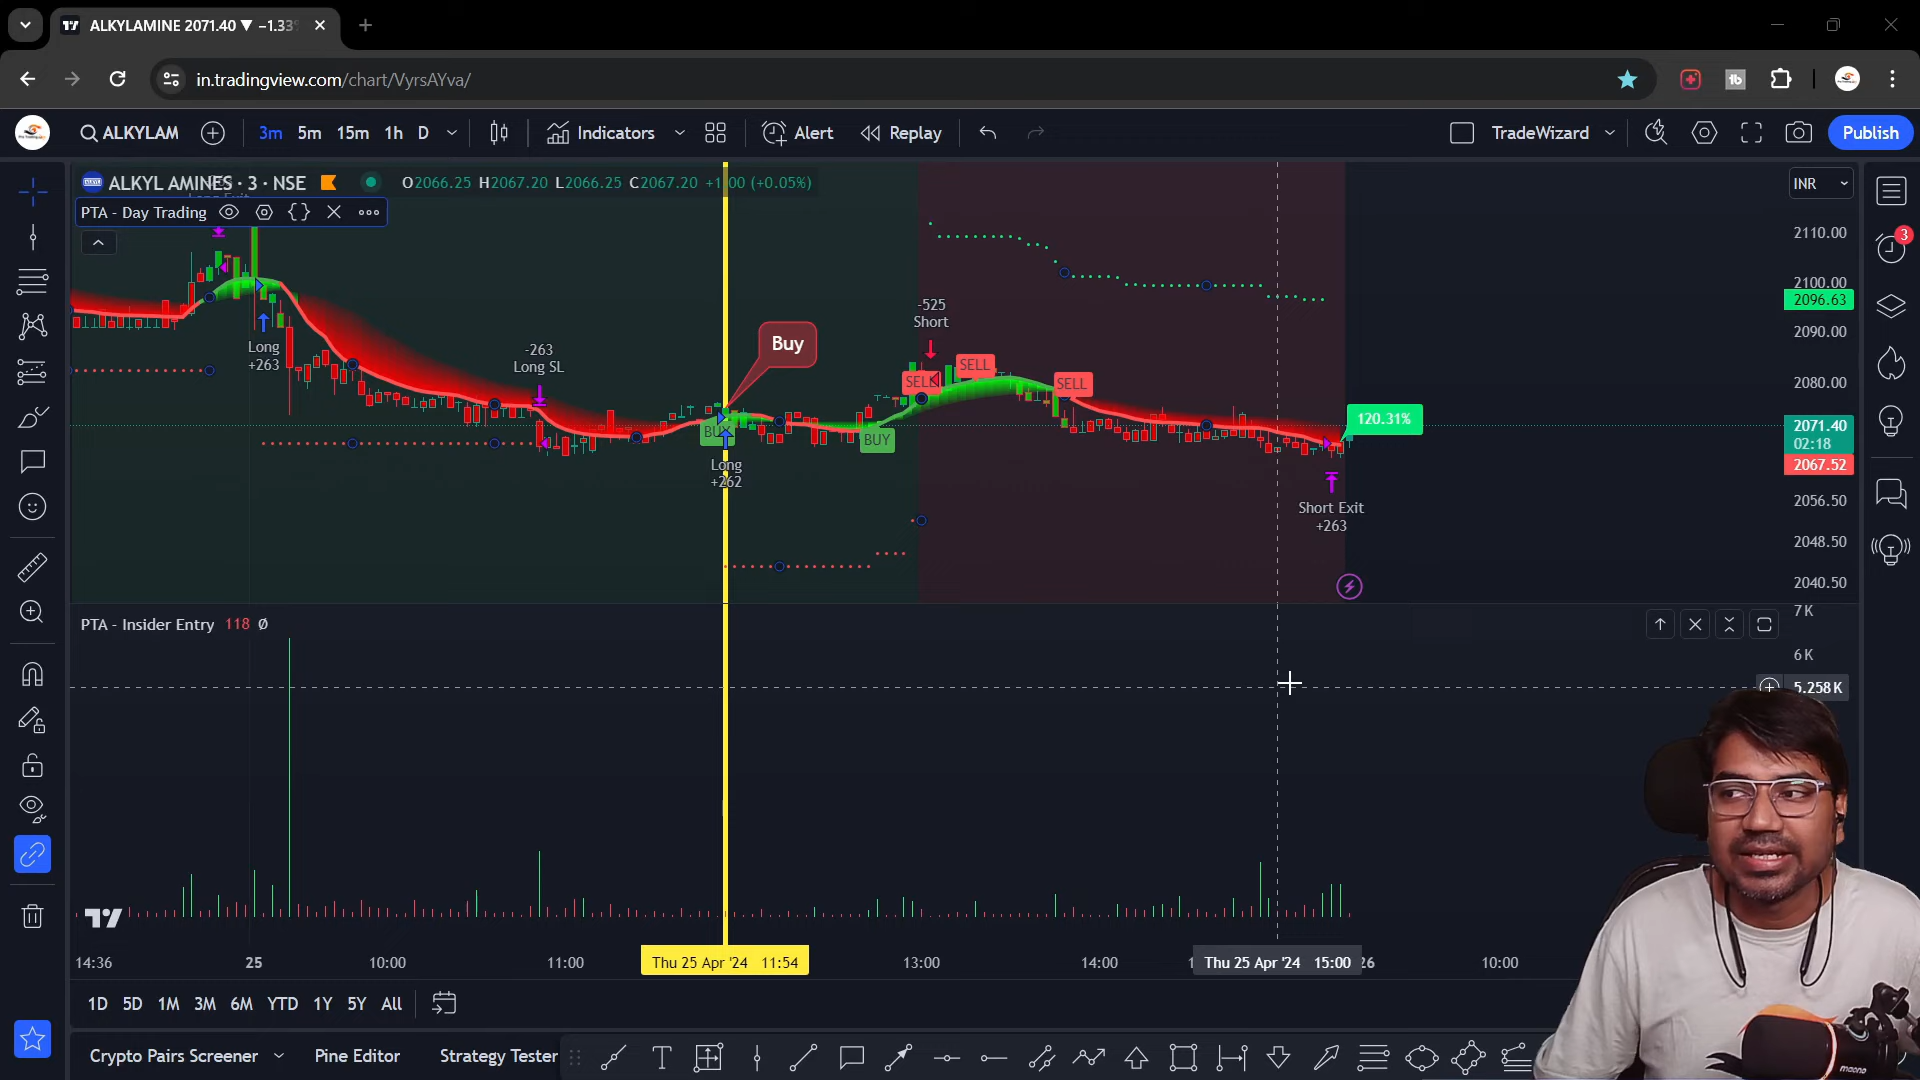 ALKYLAMINE 2071.40 ▼ −1.33%
in.tradingview.com/chart/VyrsAYva/
ALKYLAM 3m 5m 15m 1h D Indicators Alert Replay TradeWizard Publish
ALKYL AMINES · 3 · NSE O2066.25 H2067.20 L2066.25 C2067.20 (+0.05%)
INR
PTA - Day Trading
3
2110.00
2100.00
2096.63
2090.00
2080.00
2071.40
02:18
2067.52
2056.50
2048.50
2040.50
Long
+263
-263
Long SL
Buy
BUY
Long
+262
BUY
-525
Short
SELL
SELL
SELL
120.31%
Short Exit
+263
PTA - Insider Entry 118 Ø
7 K
6 K
5.258 K
14:36 25 10:00 11:00 Thu 25 Apr '24 11:54 13:00 14:00 Thu 25 Apr '24 15:00 26 10:00
1D 5D 1M 3M 6M YTD 1Y 5Y All
Crypto Pairs Screener Pine Editor Strategy Tester
maono